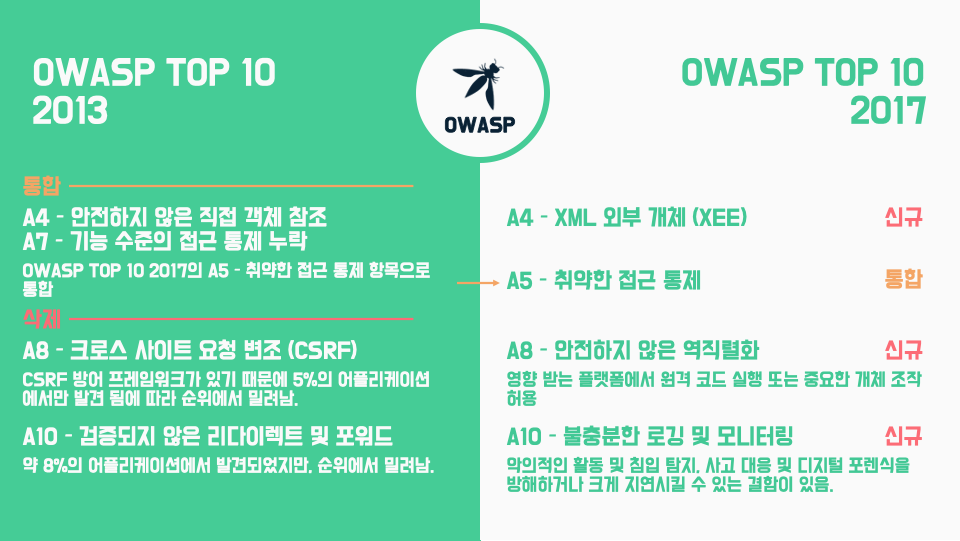 OWASP TOP 10
2013
OWASP
OWASP TOP 10
2017
통합
A4 - 안전하지 않은 직접 객체 참조
A7 - 기능 수준의 접근 통제 누락
OWASP TOP 10 2017의 A5 - 취약한 접근 통제 항목으로
통합
삭제
A8 - 크로스 사이트 요청 변조 (CSRF)
CSRF 방어 프레임워크가 있기 때문에 5%의 어플리케이션
에서만 발견 됨에 따라 순위에서 밀려남.
A10 - 검증되지 않은 리다이렉트 및 포워드
약 8%의 어플리케이션에서 발견되었지만, 순위에서 밀려남.
A4 - XML 외부 개체 (XEE) 신규
A5 - 취약한 접근 통제 통합
A8 - 안전하지 않은 역직렬화 신규
영향 받는 플랫폼에서 원격 코드 실행 또는 중요한 개체 조작
허용
A10 - 불충분한 로깅 및 모니터링 신규
악의적인 활동 및 침입 탐지, 사고 대응 및 디지털 포렌식을
방해하거나 크게 지연시킬 수 있는 결함이 있음.